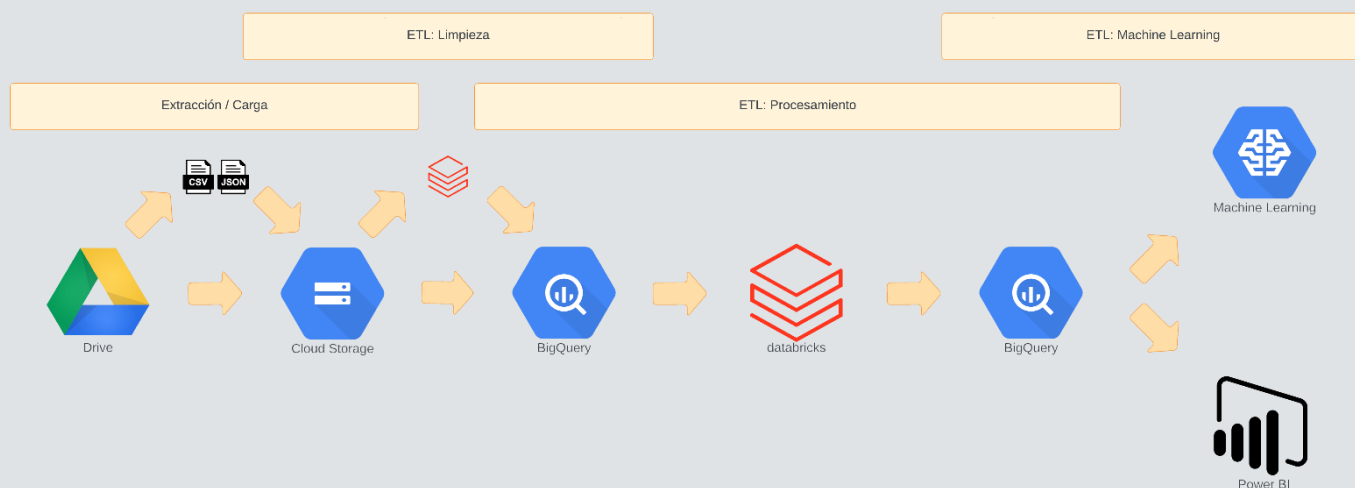 ETL: Limpieza
ETL: Machine Learning
Extracción / Carga
ETL: Procesamiento
CSV
JSON
Machine Learning
Drive
Cloud Storage
BigQuery
databricks
BigQuery
Power BI